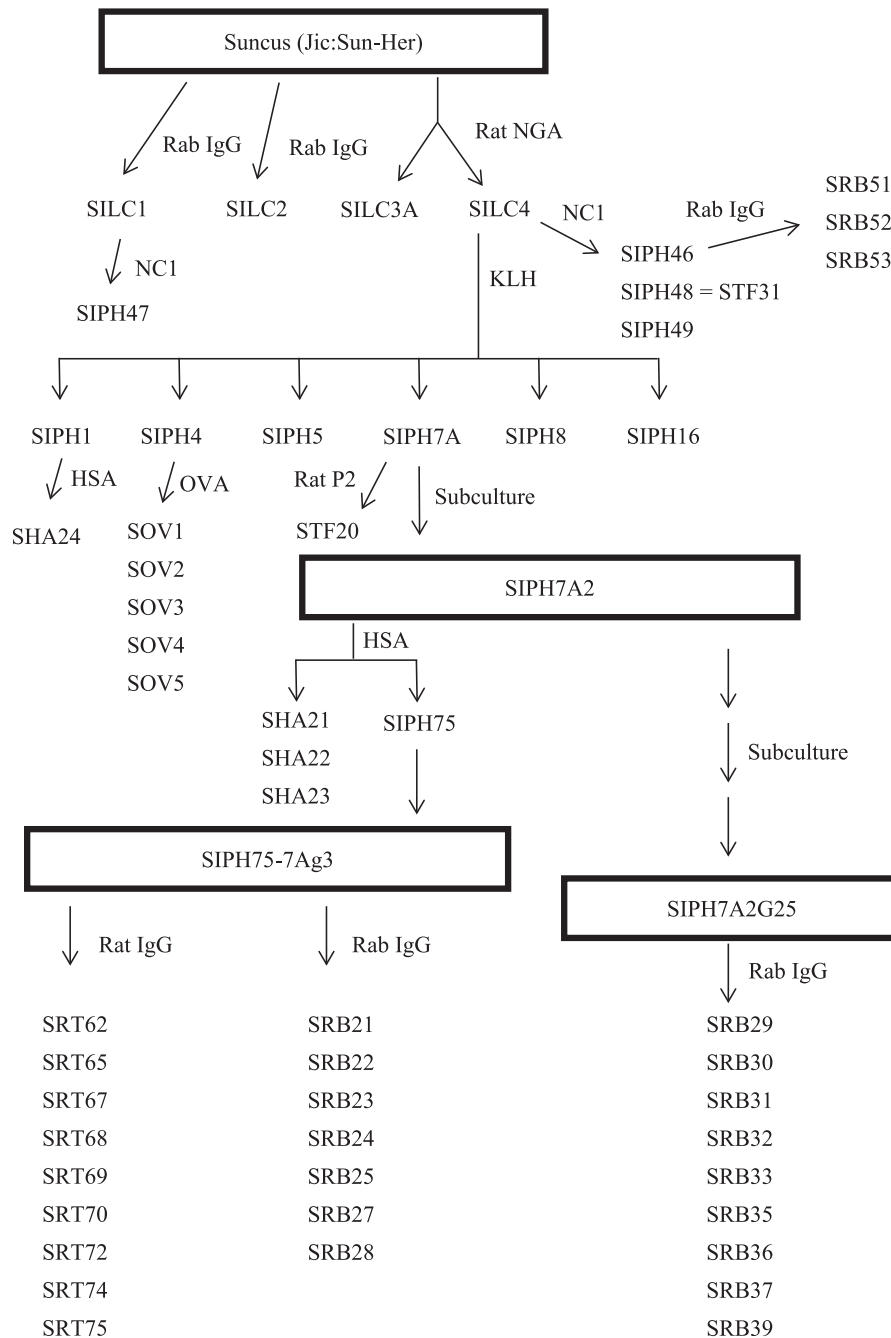 Suncus (Jic:Sun-Her)
Rab IgG
Rab IgG
Rat NGA
SILC1
SILC2
SILC3A
SILC4
NC1
Rab IgG
SRB51
SRB52
SRB53
NC1
SIPH47
KLH
SIPH46
SIPH48 = STF31
SIPH49
SIPH1
SIPH4
SIPH5
SIPH7A
SIPH8
SIPH16
HSA
OVA
Rat P2
Subculture
SHA24
SOV1
SOV2
SOV3
SOV4
SOV5
STF20
SIPH7A2
HSA
SHA21
SHA22
SHA23
SIPH75
Subculture
SIPH75-7Ag3
SIPH7A2G25
Rat IgG
Rab IgG
Rab IgG
SRT62
SRT65
SRT67
SRT68
SRT69
SRT70
SRT72
SRT74
SRT75
SRB21
SRB22
SRB23
SRB24
SRB25
SRB27
SRB28
SRB29
SRB30
SRB31
SRB32
SRB33
SRB35
SRB36
SRB37
SRB39